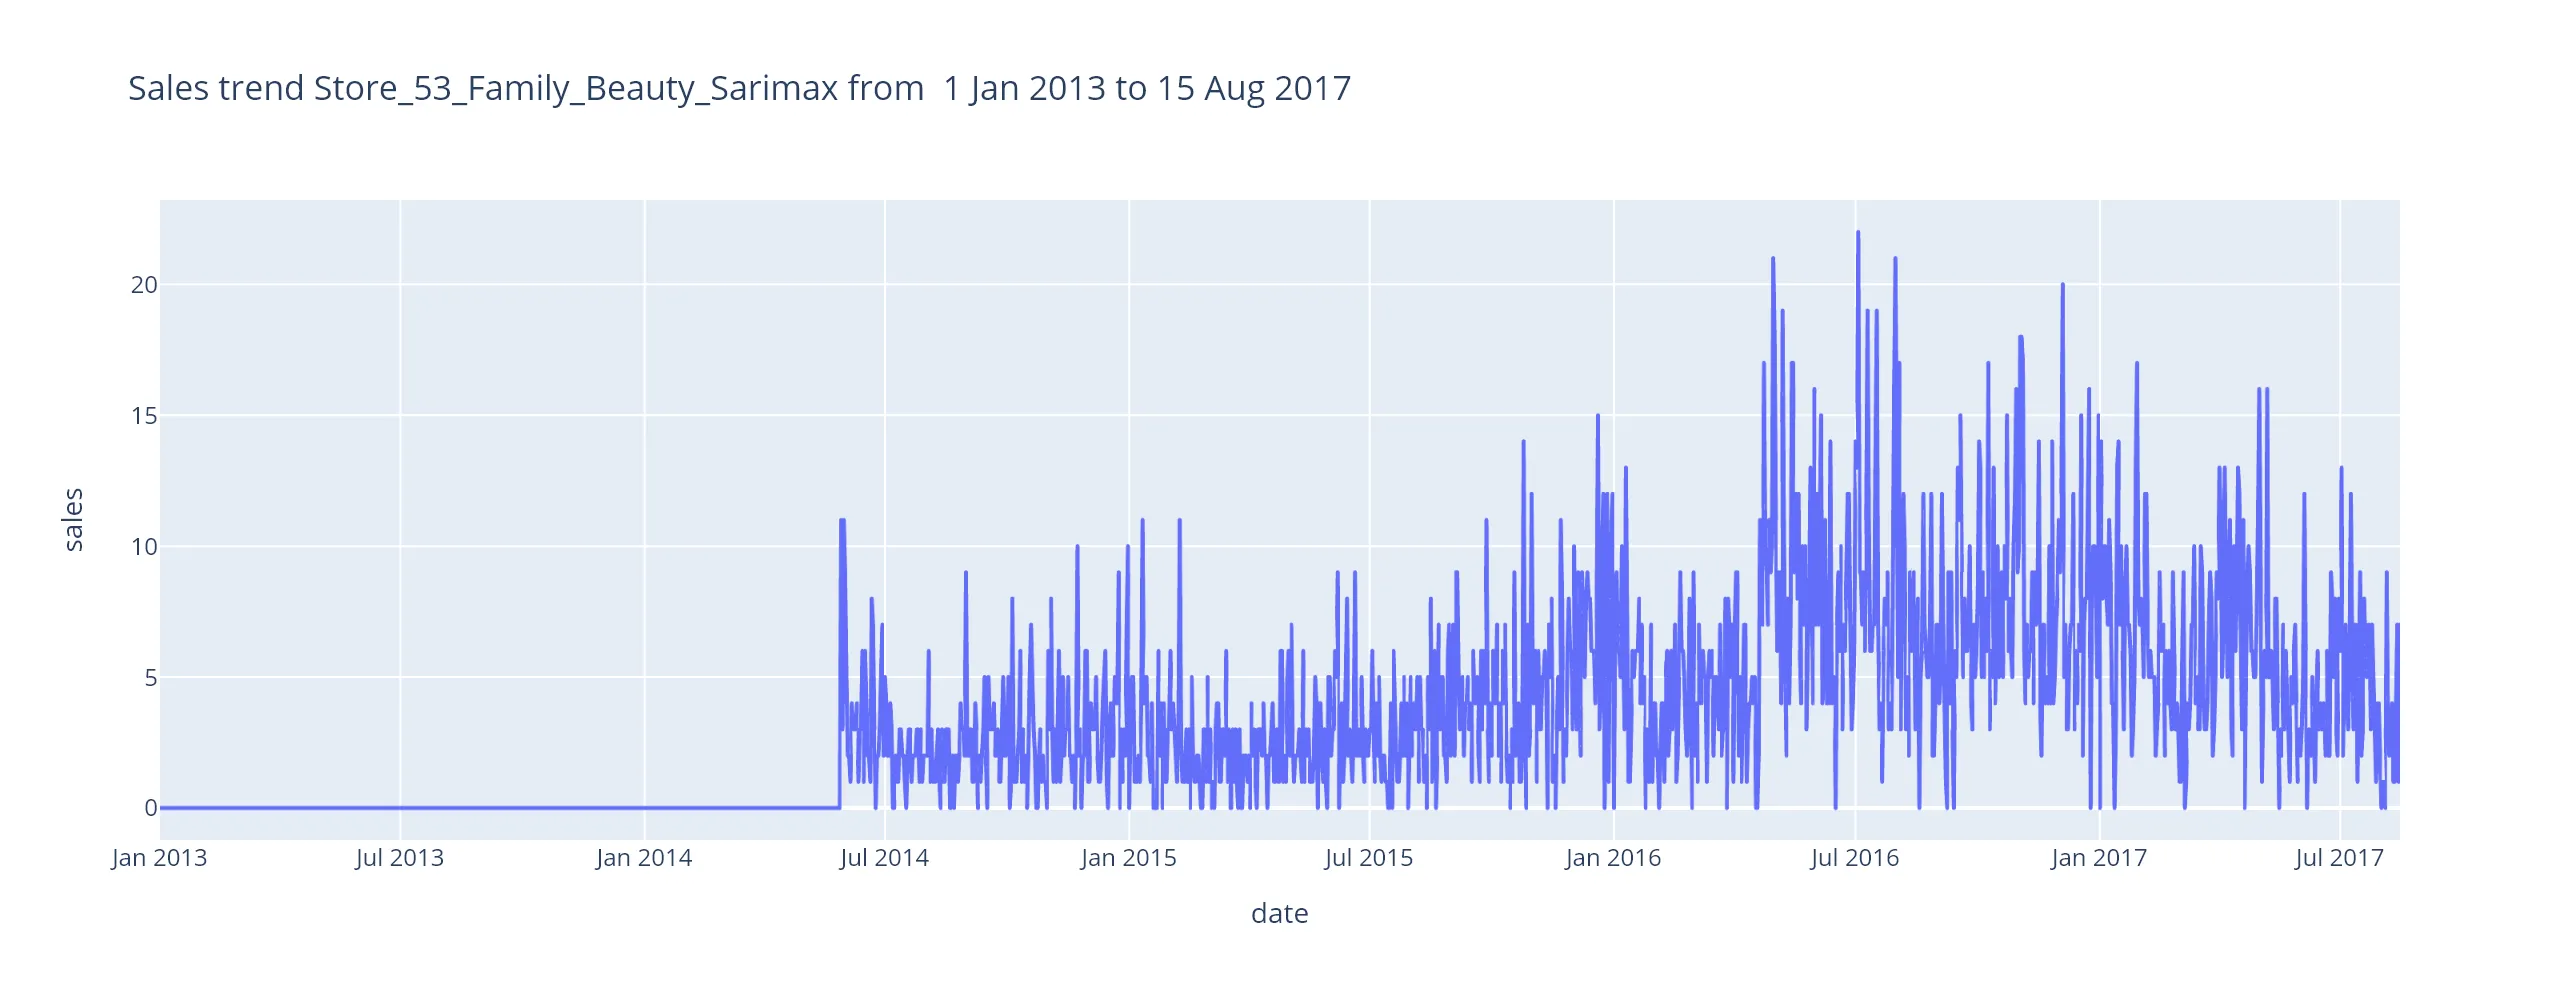 Sales trend Store_53_Family_Beauty_Sarimax from  1 Jan 2013 to 15 Aug 2017
sales
20
15
10
5
0
Jan 2013 Jul 2013 Jan 2014 Jul 2014 Jan 2015 Jul 2015 Jan 2016 Jul 2016 Jan 2017 Jul 2017
date